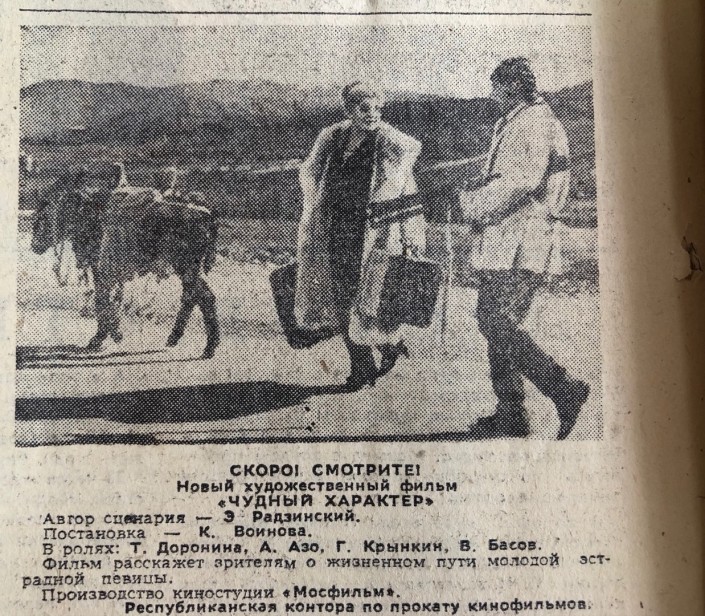 СКОРО! СМОТРИТЕ!
Новый художественный фильм
«ЧУДНЫЙ ХАРАКТЕР»
Автор сценария — Э Радзинский.
Постановка — К. Воинова.
В ролях: Т. Доронина, А. Азо, Г. Крынкин, В. Басов.
Фильм расскажет зрителям о жизненном пути молодой эст-
радной певицы.
Производство киностудии «Мосфильм».
Республиканская контора по прокату кинофильмов.